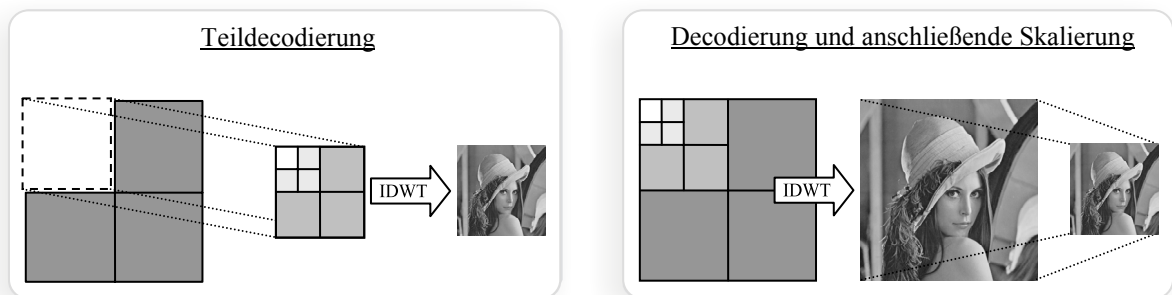 Teildecodierung
IDWT
Decodierung und anschließende Skalierung
IDWT